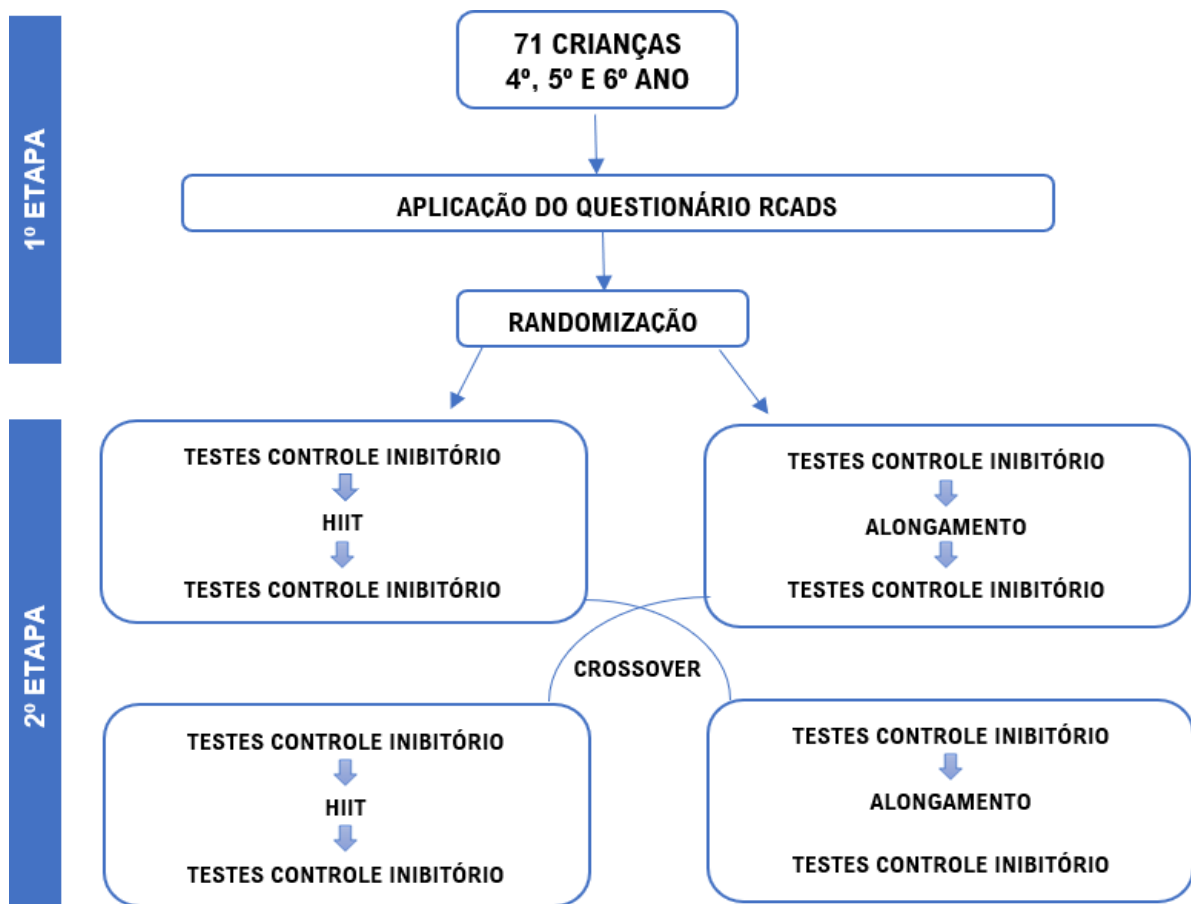 1º ETAPA
71 CRIANÇAS
4º, 5º E 6º ANO
APLICAÇÃO DO QUESTIONÁRIO RCADS
RANDOMIZAÇÃO
2º ETAPA
TESTES CONTROLE INIBITÓRIO
HIIT
TESTES CONTROLE INIBITÓRIO
TESTES CONTROLE INIBITÓRIO
ALONGAMENTO
TESTES CONTROLE INIBITÓRIO
CROSSOVER
TESTES CONTROLE INIBITÓRIO
HIIT
TESTES CONTROLE INIBITÓRIO
TESTES CONTROLE INIBITÓRIO
ALONGAMENTO
TESTES CONTROLE INIBITÓRIO